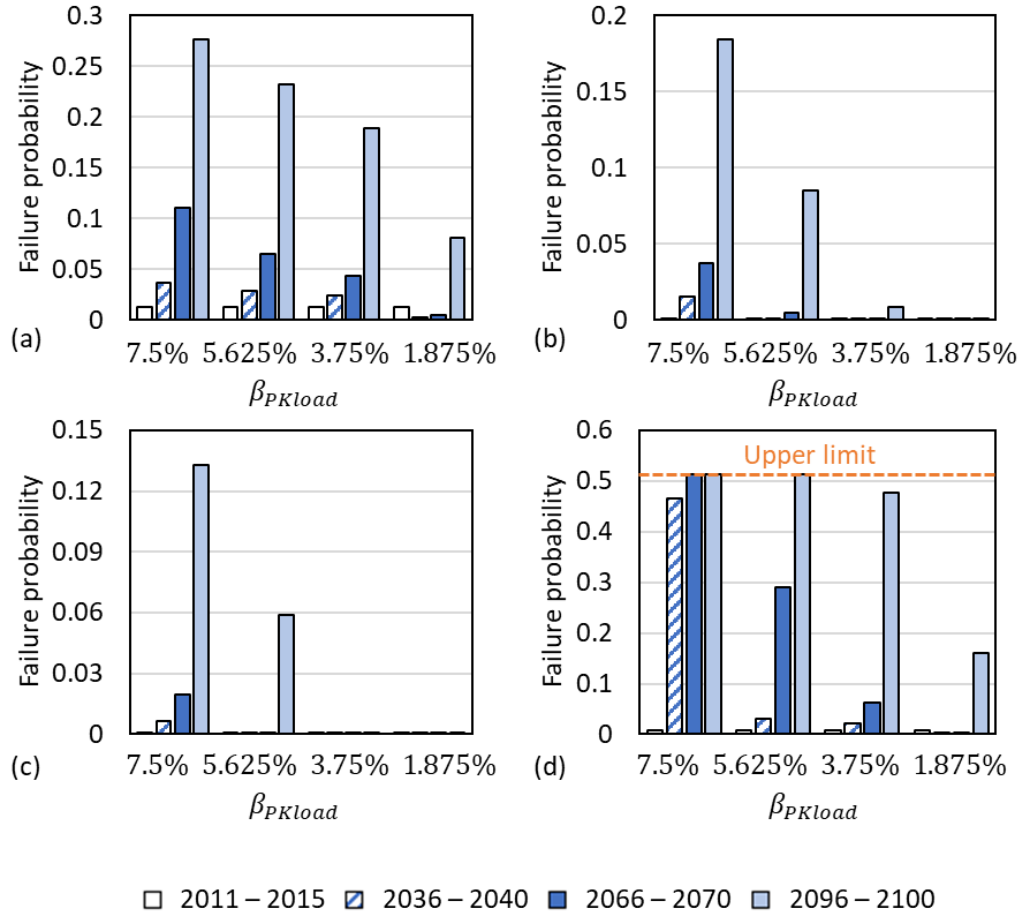 0.3
0.25
0.2
0.15
0.1
0.05
0
Failure probability
(a)
7.5% 5.625% 3.75% 1.875%
β_PKload
0.2
0.15
0.1
0.05
0
Failure probability
(b)
7.5% 5.625% 3.75% 1.875%
β_PKload
0.15
0.12
0.09
0.06
0.03
0
Failure probability
(c)
7.5% 5.625% 3.75% 1.875%
β_PKload
0.6
0.5
0.4
0.3
0.2
0.1
0
Failure probability
Upper limit
(d)
7.5% 5.625% 3.75% 1.875%
β_PKload
2011 – 2015 2036 – 2040 2066 – 2070 2096 – 2100